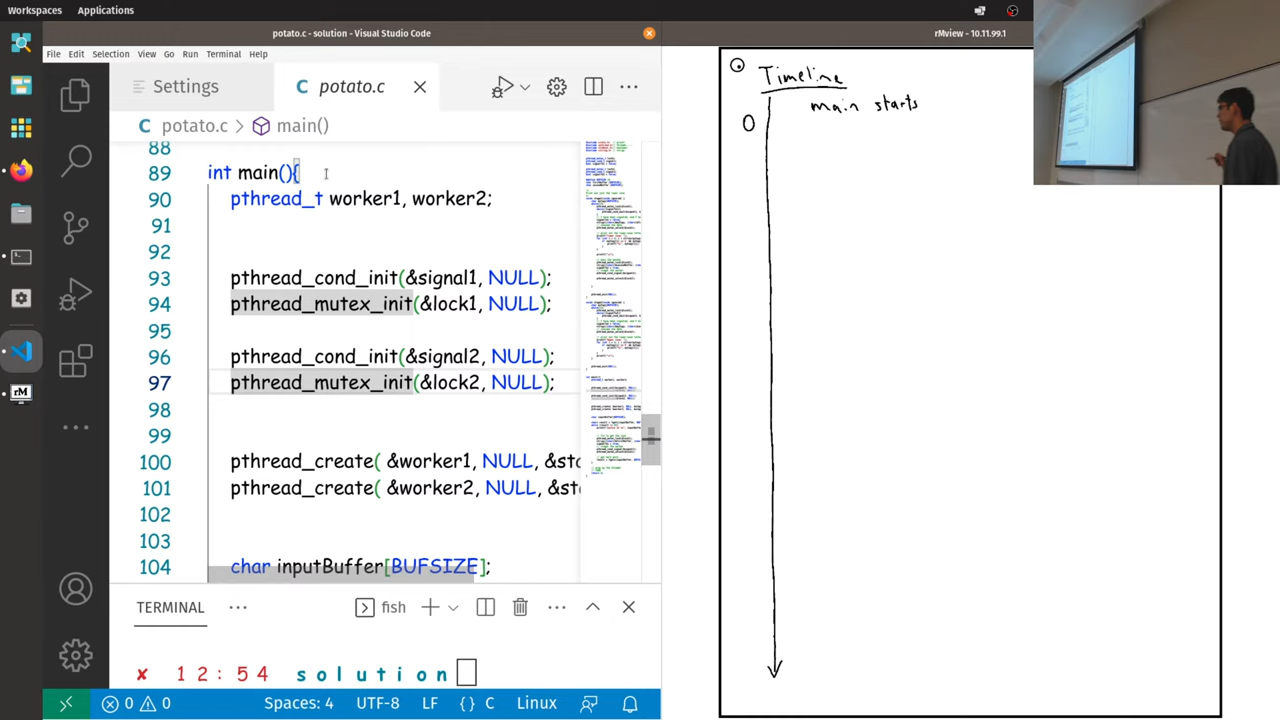 Workspaces Applications
potato.c - solution - Visual Studio Code
rMview - 10.11.99.1
File Edit Selection View Go Run Terminal Help
Settings
C potato.c
C potato.c > main()
88
89 int main(){
90 pthread_t worker1, worker2;
91
92
93 pthread_cond_init(&signal1, NULL);
94 pthread_mutex_init(&lock1, NULL);
95
96 pthread_cond_init(&signal2, NULL);
97 pthread_mutex_init(&lock2, NULL);
98
99
100 pthread_create( &worker1, NULL, &sta
101 pthread_create( &worker2, NULL, &sta
102
103
104 char inputBuffer[BUFSIZE];
TERMINAL ...
fish
✘ 12:54 solution
0 0 Spaces: 4 UTF-8 LF {} C Linux
Timeline
main starts
0
rM